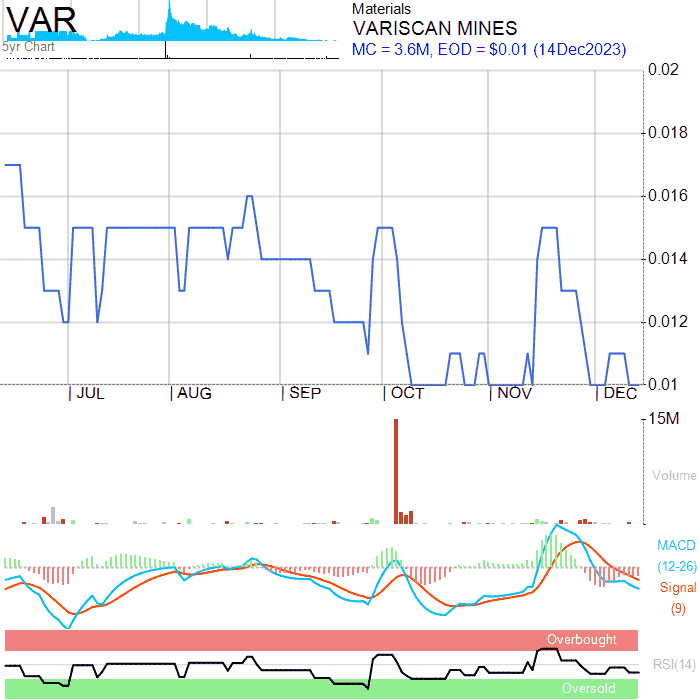 VAR
5yr Chart
Materials
VARISCAN MINES
MC = 3.6M, EOD = $0.01 (14Dec2023)
0.02
0.018
0.016
0.014
0.012
0.01
JUL
AUG
SEP
OCT
NOV
DEC
15M
Volume
MACD
(12-26)
Signal
(9)
Overbought
RSI(14)
Oversold